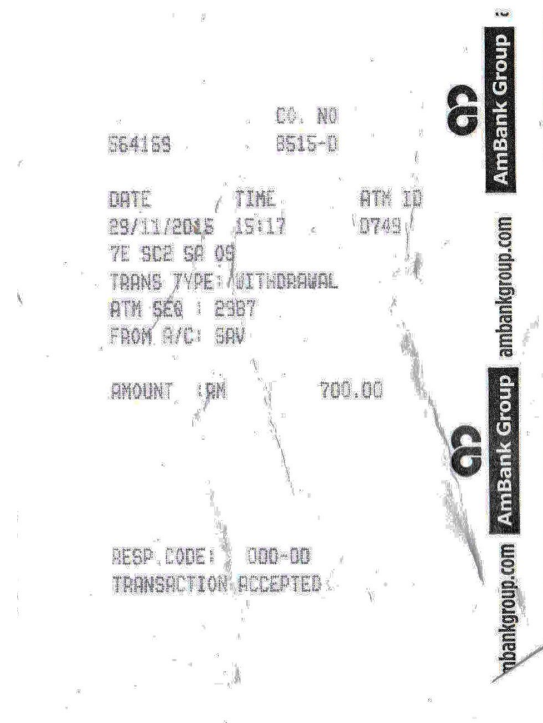 CO. NO
564169 8515-D
DATE TIME ATM ID
29/11/2015 15:17 0749
7E SC2 SA 09
TRANS TYPE: WITHDRAWAL
ATM SEQ : 2987
FROM A/C: SAV
AMOUNT :RM 700.00
RESP.CODE: 000-00
TRANSACTION ACCEPTED
AmBank Group
ambankgroup.com
AmBank Group
mbankgroup.com